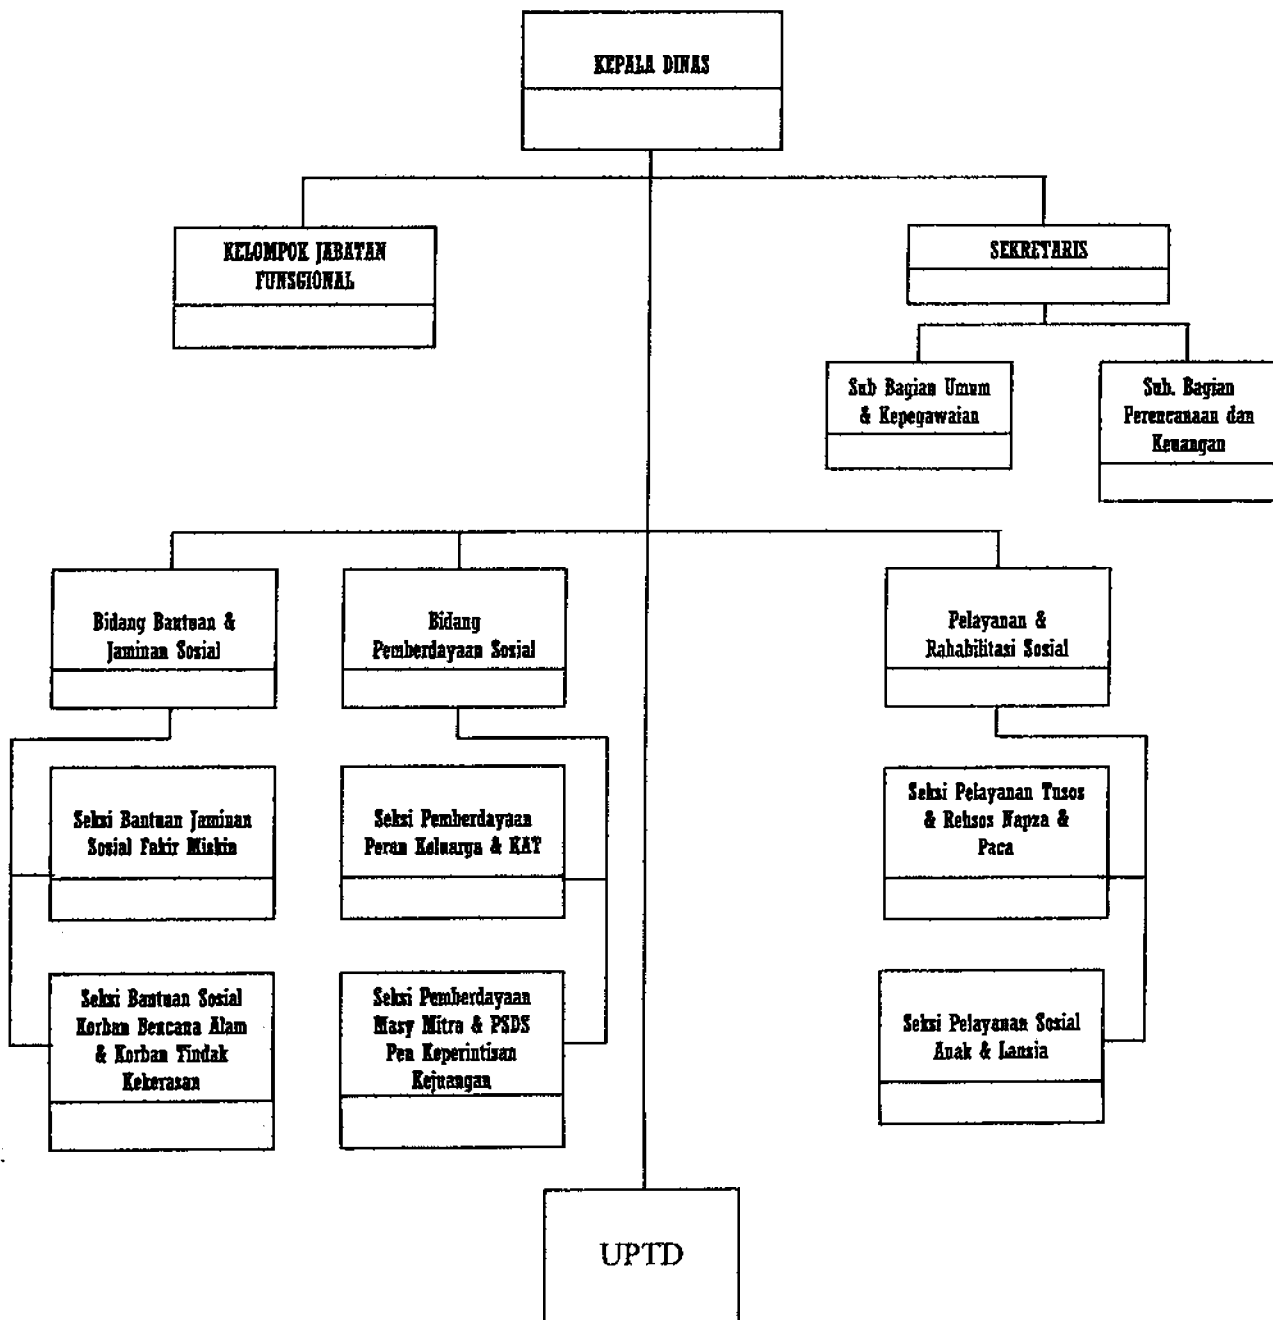 KEPALA DINAS
KELOMPOK JABATAN
FUNSGIONAL
SEKRETARIS
Sub Bagian Umum
& Kepegawaian
Sub. Bagian
Perencanaan dan
Keuangan
Bidang Bantuan &
Jaminan Sosial
Bidang
Pemberdayaan Sosial
Pelayanan &
Rahabilitasi Sosial
Seksi Bantuan Jaminan
Sosial Fakir Miskin
Seksi Pemberdayaan
Peran Keluarga & KAT
Seksi Pelayanan Tusos
& Rehsos Napza &
Paca
Seksi Bantuan Sosial
Korban Bencana Alam
& Korban Tindak
Kekerasan
Seksi Pemberdayaan
Masy Mitra & PSDS
Pen Keperintisan
Kejuangan
Seksi Pelayanan Sosial
Anak & Lansia
UPTD